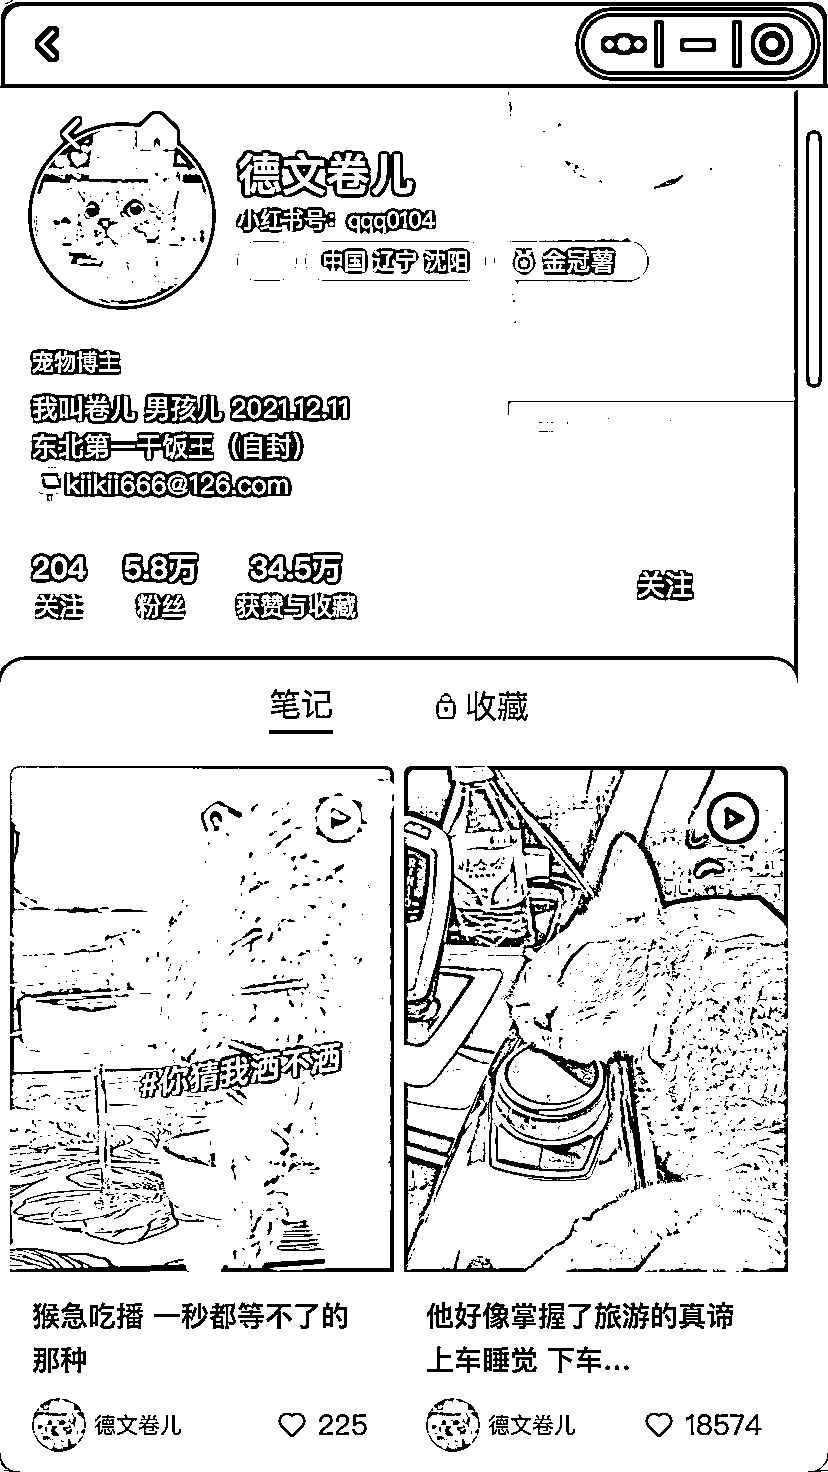 德文卷儿
小红书号：qqq0104
中国 辽宁 沈阳
金冠薯
宠物博主
我叫卷儿 男孩儿 2021.12.11
东北第一干饭王（自封）
kiikii666@126.com
204 5.8万 34.5万
关注 粉丝 获赞与收藏
关注
笔记 收藏
#你猜我洒不洒
猴急吃播 一秒都等不了的
那种
德文卷儿 225
他好像掌握了旅游的真谛
上车睡觉 下车...
德文卷儿 18574